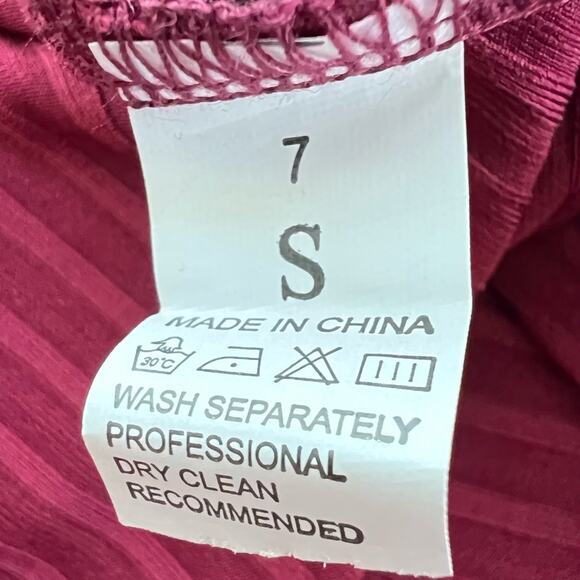 7
S
MADE IN CHINA
30°C
WASH SEPARATELY
PROFESSIONAL
DRY CLEAN
RECOMMENDED